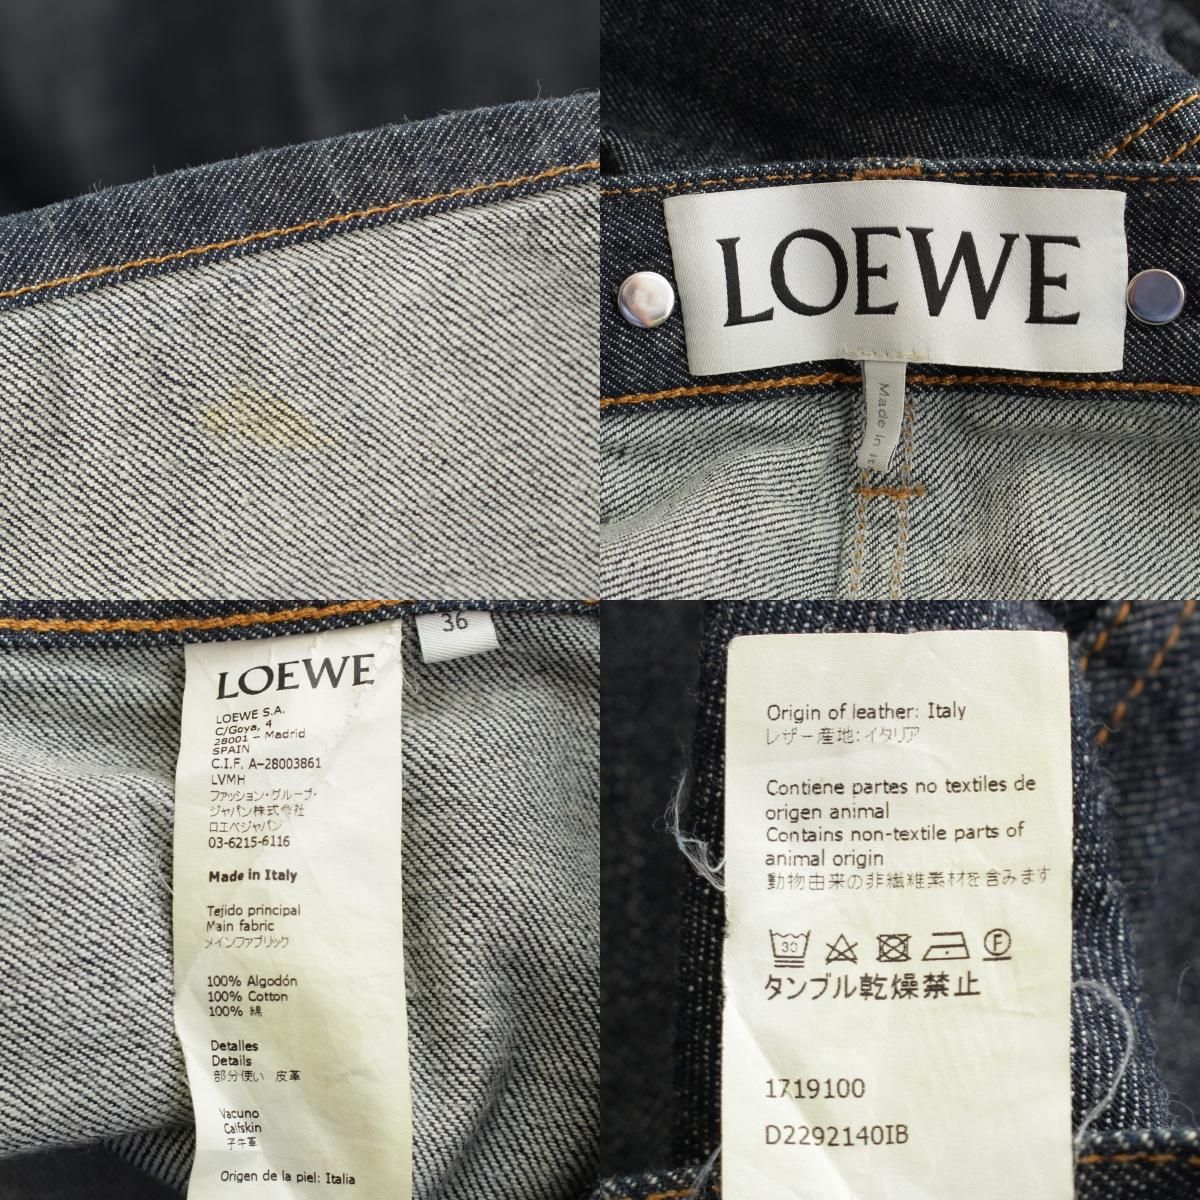 LOEWE
Made in It
36
LOEWE
LOEWE S.A.
C/Goya, 4
28001 - Madrid
SPAIN
C.I.F. A-28003861
LVMH
ファッション・グループ・
ジャパン株式会社
ロエベジャパン
03-6215-6116
Made in Italy
Tejido principal
Main fabric
メインファブリック
100% Algodón
100% Cotton
100% 綿
Detalles
Details
部分使い 皮革
Vacuno
Calfskin
子牛革
Origen de la piel: Italia
Origin of leather: Italy
レザー産地:イタリア
Contiene partes no textiles de
origen animal
Contains non-textile parts of
animal origin
動物由来の非繊維素材を含みます
30
F
タンブル乾燥禁止
1719100
D2292140IB